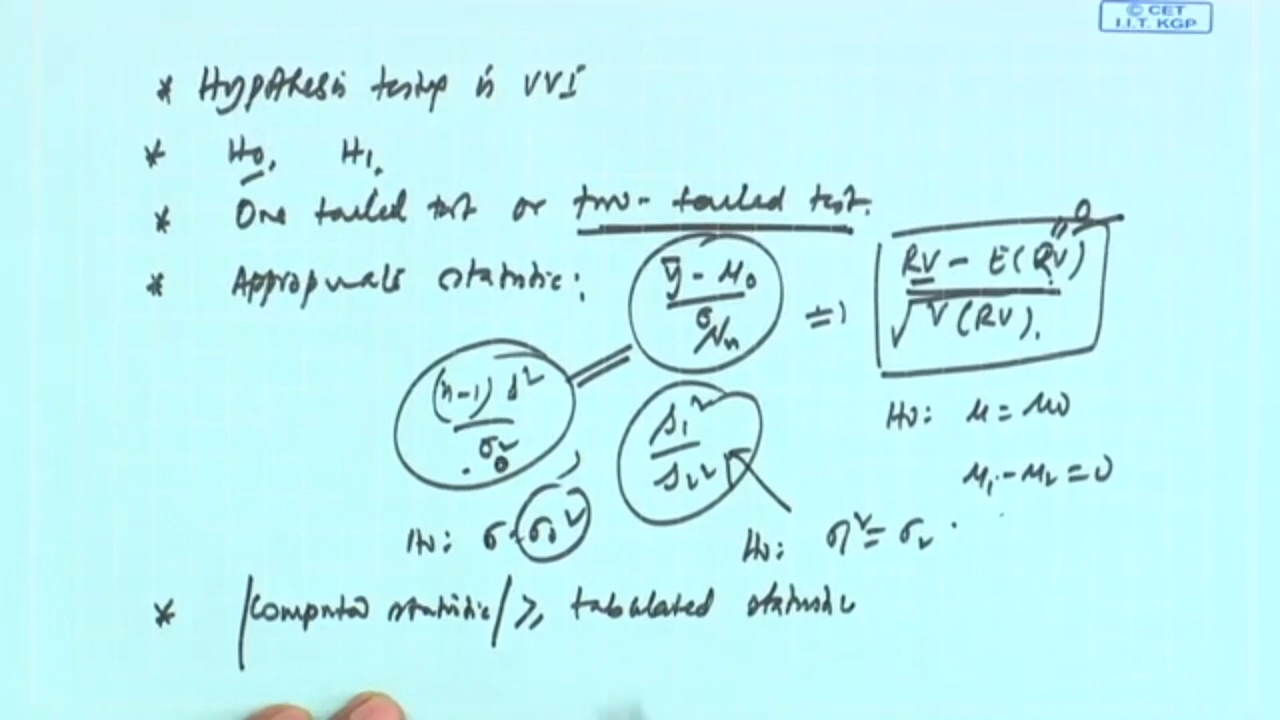 © CET
I.I.T. KGP
* Hypothesis testing is VVI
* H0, H1.
* One tailed test or two-tailed test.
* Appropriate statistic: (ȳ - μ0)/(σ/√n) => (RV - E(RV))/√V(RV).
0
(n-1)s²/σ0² s1²/s2²
H0: μ = μ0
μ1 - μ2 = 0
H0: σ = σ0² H0: σ1² = σ2
* |Computed statistic| ≥ tabulated statistic